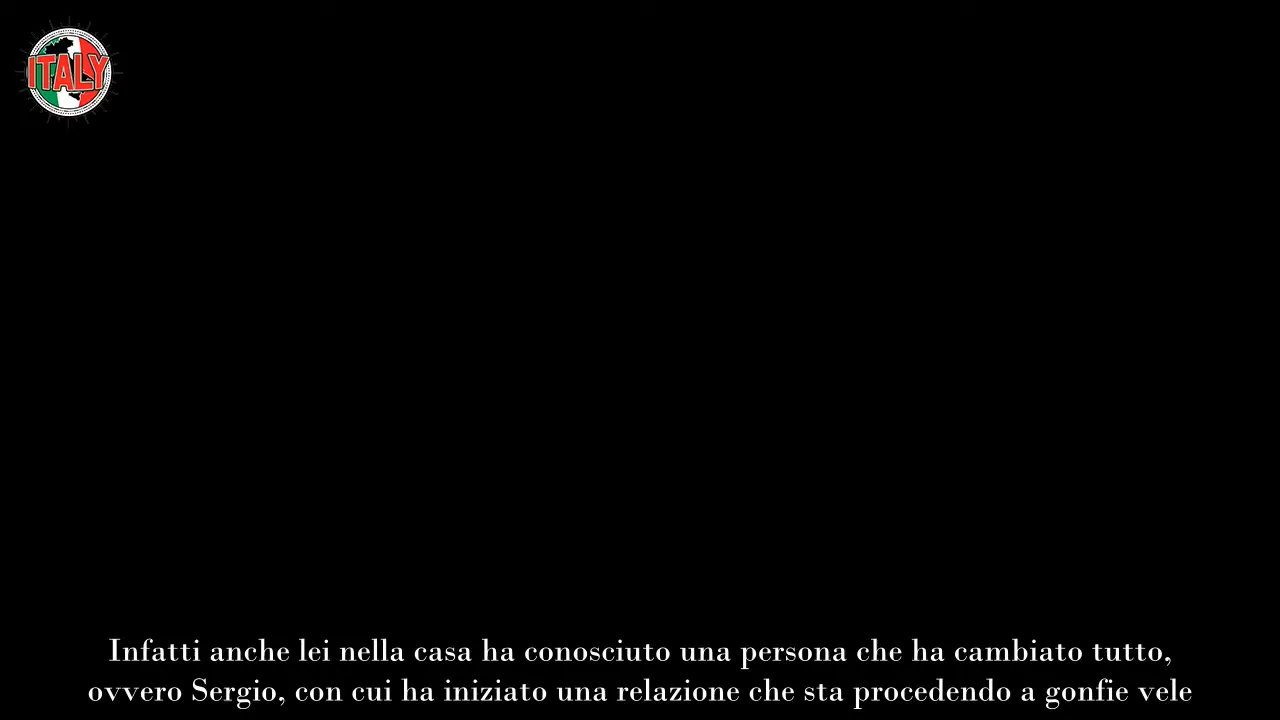 ITALY
Infatti anche lei nella casa ha conosciuto una persona che ha cambiato tutto,
ovvero Sergio, con cui ha iniziato una relazione che sta procedendo a gonfie vele